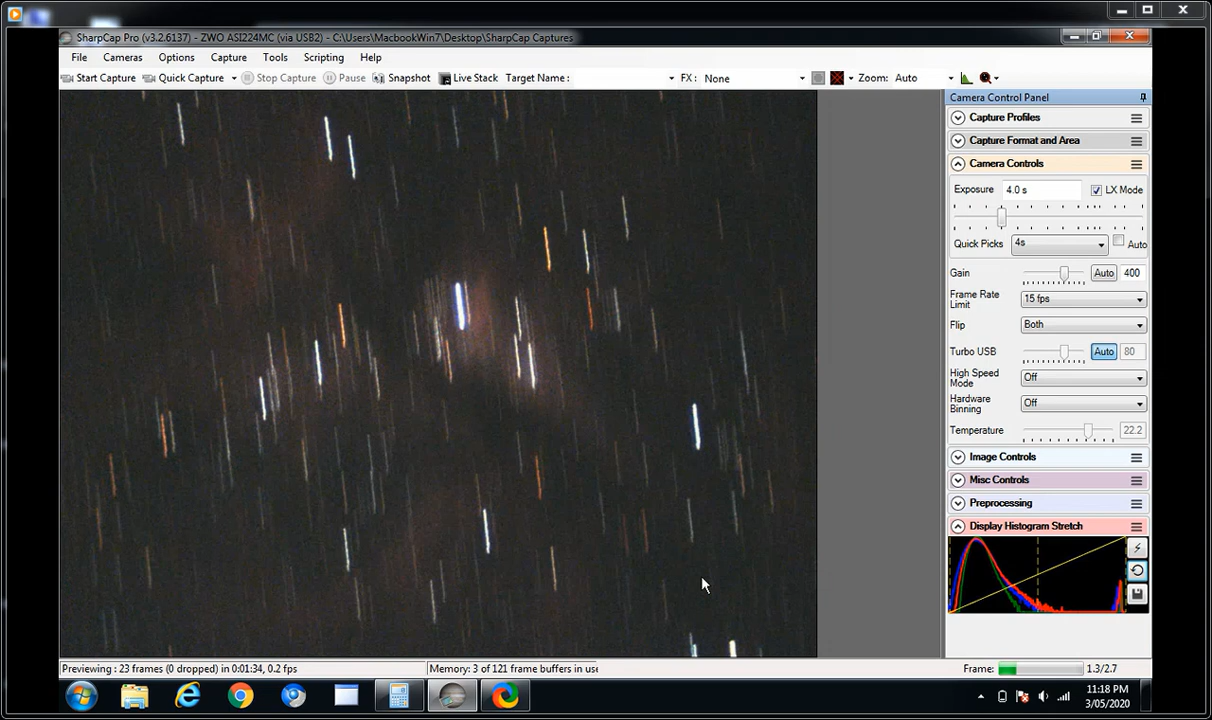 SharpCap Pro (v3.2.6137) - ZWO ASI224MC (via USB2) - C:\Users\MacbookWin7\Desktop\SharpCap Captures
File Cameras Options Capture Tools Scripting Help
Start Capture Quick Capture Stop Capture Pause Snapshot Live Stack Target Name : FX : None Zoom: Auto
Camera Control Panel
Capture Profiles
Capture Format and Area
Camera Controls
Exposure 4.0 s LX Mode
Quick Picks 4s Auto
Gain Auto 400
Frame Rate Limit 15 fps
Flip Both
Turbo USB Auto 80
High Speed Mode Off
Hardware Binning Off
Temperature 22.2
Image Controls
Misc Controls
Preprocessing
Display Histogram Stretch
Previewing : 23 frames (0 dropped) in 0:01:34, 0.2 fps Memory: 3 of 121 frame buffers in use Frame: 1.3/2.7
11:18 PM
3/05/2020